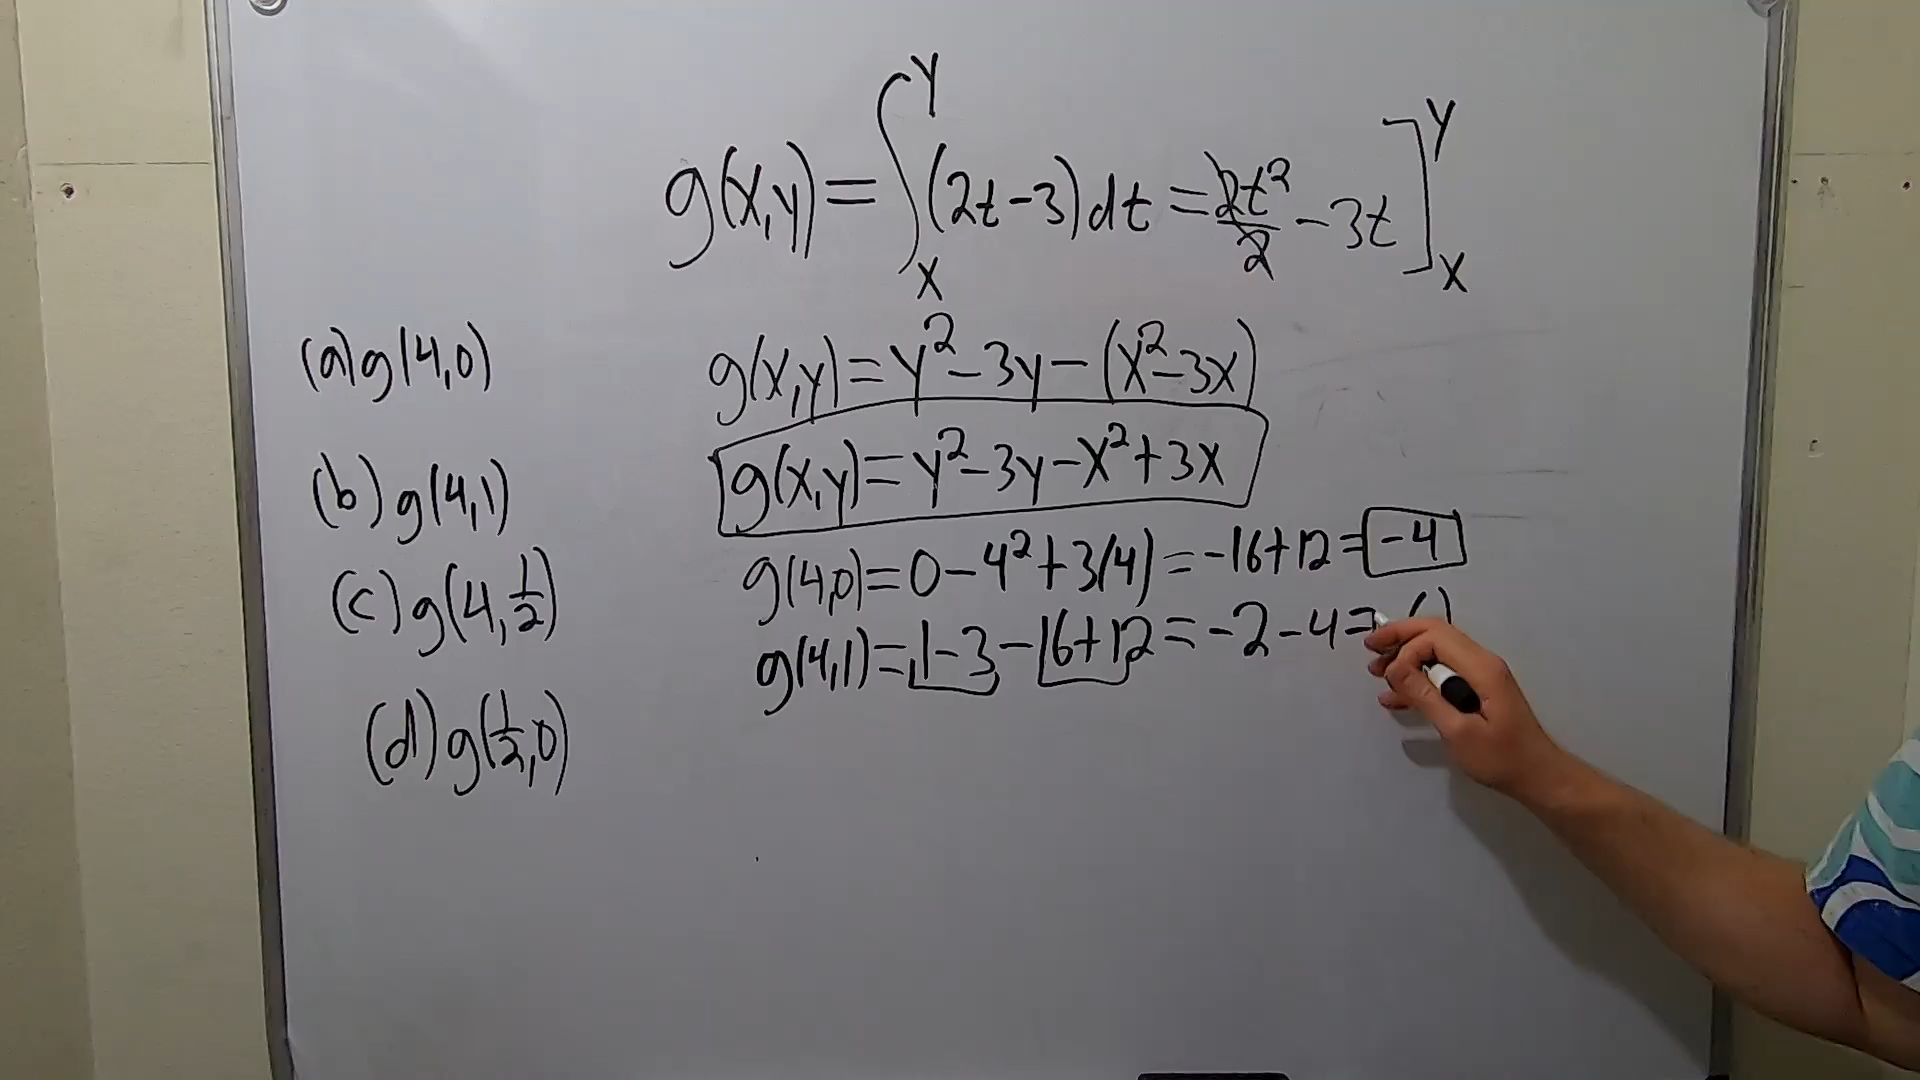 g(x,y) = ∫_x^y (2t-3)dt = 2t²/2 - 3t]_x^y
(a) g(4,0)
g(x,y) = y²-3y-(x²-3x)
(b) g(4,1)
g(x,y) = y²-3y-x²+3x
(c) g(4,1/2)
g(4,0) = 0-4²+3(4) = -16+12 = -4
g(4,1) = 1-3-16+12 = -2-4=
(d) g(1/2,0)